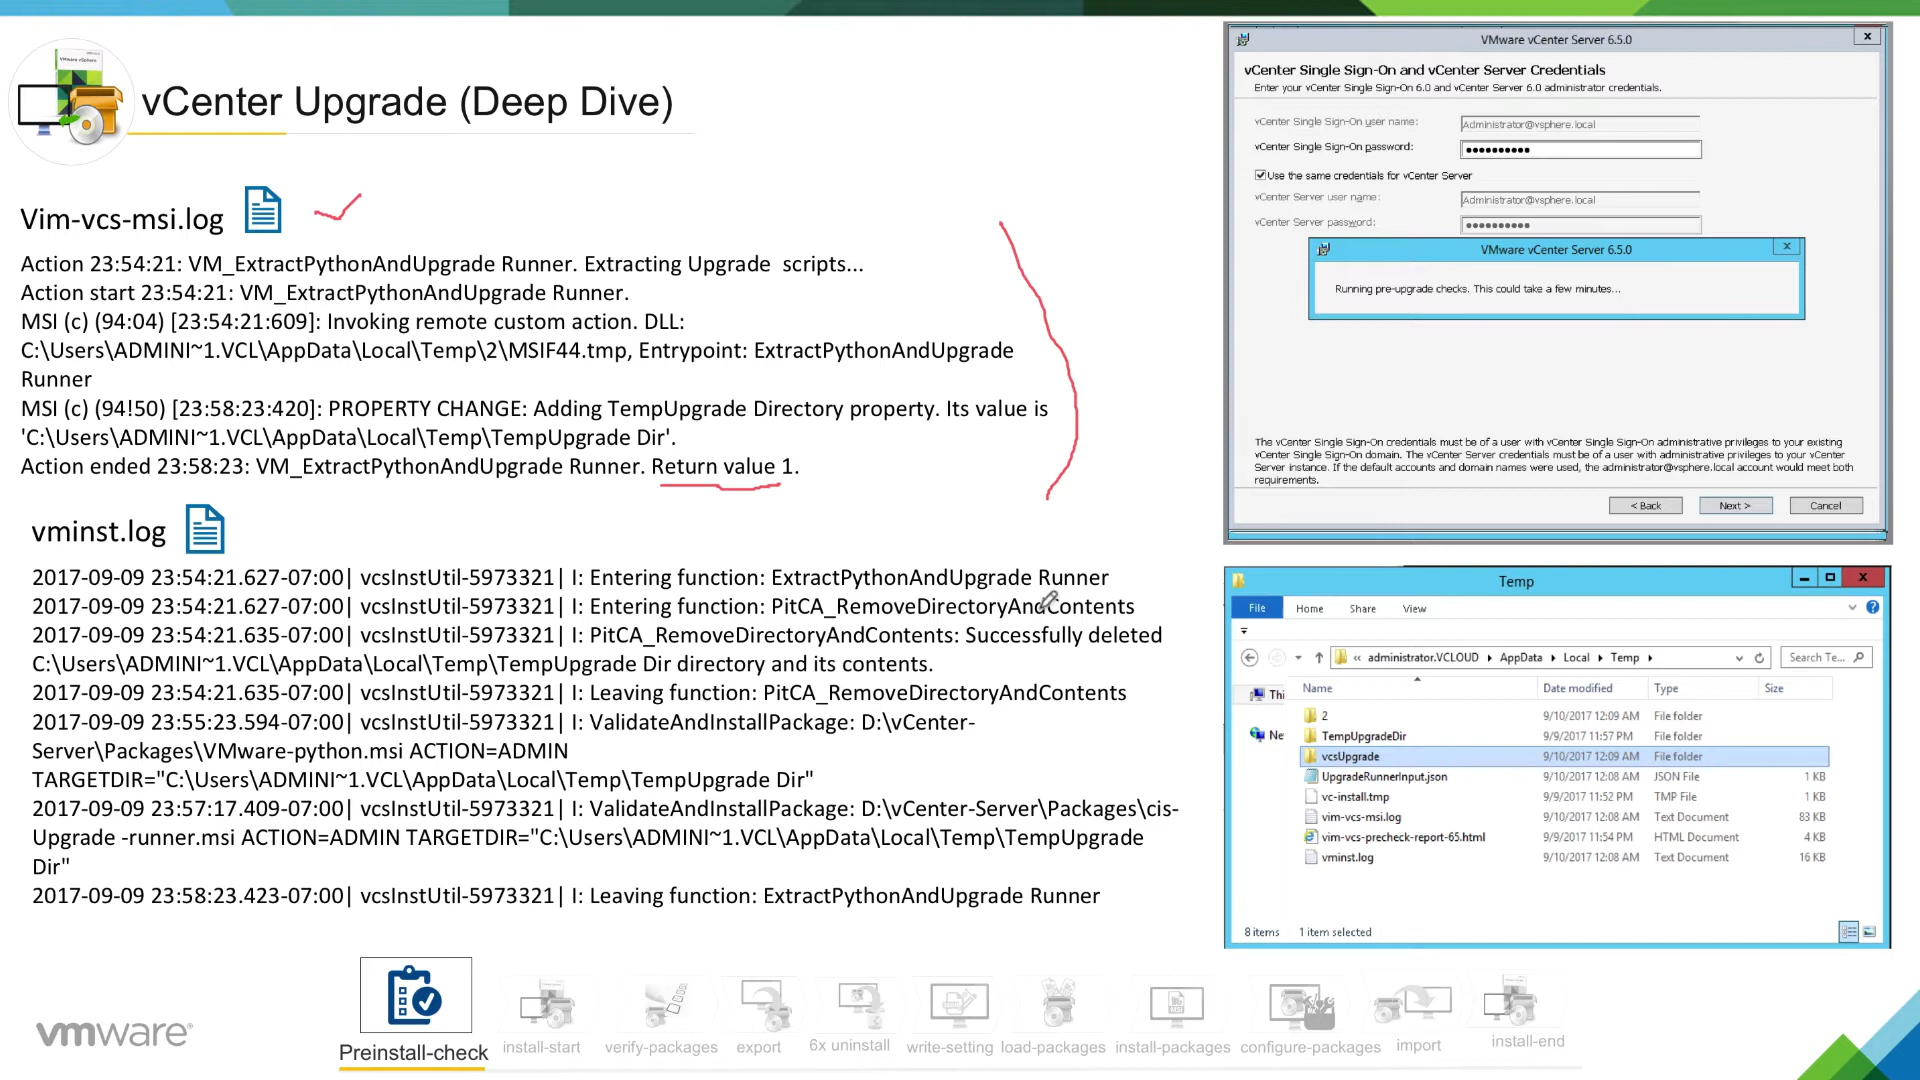 vCenter Upgrade (Deep Dive)
Vim-vcs-msi.log
Action 23:54:21: VM_ExtractPythonAndUpgrade Runner. Extracting Upgrade scripts...
Action start 23:54:21: VM_ExtractPythonAndUpgrade Runner.
MSI (c) (94:04) [23:54:21:609]: Invoking remote custom action. DLL:
C:\Users\ADMINI~1.VCL\AppData\Local\Temp\2\MSIF44.tmp, Entrypoint: ExtractPythonAndUpgrade
Runner
MSI (c) (94!50) [23:58:23:420]: PROPERTY CHANGE: Adding TempUpgrade Directory property. Its value is
'C:\Users\ADMINI~1.VCL\AppData\Local\Temp\TempUpgrade Dir'.
Action ended 23:58:23: VM_ExtractPythonAndUpgrade Runner. Return value 1.
vminst.log
2017-09-09 23:54:21.627-07:00| vcsInstUtil-5973321| I: Entering function: ExtractPythonAndUpgrade Runner
2017-09-09 23:54:21.627-07:00| vcsInstUtil-5973321| I: Entering function: PitCA_RemoveDirectoryAndContents
2017-09-09 23:54:21.635-07:00| vcsInstUtil-5973321| I: PitCA_RemoveDirectoryAndContents: Successfully deleted
C:\Users\ADMINI~1.VCL\AppData\Local\Temp\TempUpgrade Dir directory and its contents.
2017-09-09 23:54:21.635-07:00| vcsInstUtil-5973321| I: Leaving function: PitCA_RemoveDirectoryAndContents
2017-09-09 23:55:23.594-07:00| vcsInstUtil-5973321| I: ValidateAndInstallPackage: D:\vCenter-
Server\Packages\VMware-python.msi ACTION=ADMIN
TARGETDIR="C:\Users\ADMINI~1.VCL\AppData\Local\Temp\TempUpgrade Dir"
2017-09-09 23:57:17.409-07:00| vcsInstUtil-5973321| I: ValidateAndInstallPackage: D:\vCenter-Server\Packages\cis-
Upgrade -runner.msi ACTION=ADMIN TARGETDIR="C:\Users\ADMINI~1.VCL\AppData\Local\Temp\TempUpgrade
Dir"
2017-09-09 23:58:23.423-07:00| vcsInstUtil-5973321| I: Leaving function: ExtractPythonAndUpgrade Runner
VMware vCenter Server 6.5.0
vCenter Single Sign-On and vCenter Server Credentials
Enter your vCenter Single Sign-On 6.0 and vCenter Server 6.0 administrator credentials.
vCenter Single Sign-On user name: Administrator@vsphere.local
vCenter Single Sign-On password: ●●●●●●●●●●
Use the same credentials for vCenter Server
vCenter Server user name: Administrator@vsphere.local
vCenter Server password: ●●●●●●●●●●
VMware vCenter Server 6.5.0
Running pre-upgrade checks. This could take a few minutes...
The vCenter Single Sign-On credentials must be of a user with vCenter Single Sign-On administrative privileges to your existing
vCenter Single Sign-On domain. The vCenter Server credentials must be of a user with administrative privileges to your vCenter
Server instance. If the default accounts and domain names were used, the administrator@vsphere.local account would meet both
requirements.
< Back Next > Cancel
Temp
File Home Share View
« administrator.VCLOUD AppData Local Temp Search Te...
Thi
Ne
Name Date modified Type Size
2 9/10/2017 12:09 AM File folder
TempUpgradeDir 9/9/2017 11:57 PM File folder
vcsUpgrade 9/10/2017 12:09 AM File folder
UpgradeRunnerInput.json 9/10/2017 12:08 AM JSON File 1 KB
vc-install.tmp 9/9/2017 11:52 PM TMP File 1 KB
vim-vcs-msi.log 9/10/2017 12:08 AM Text Document 83 KB
vim-vcs-precheck-report-65.html 9/9/2017 11:54 PM HTML Document 4 KB
vminst.log 9/10/2017 12:08 AM Text Document 16 KB
8 items 1 item selected
vmware®
Preinstall-check install-start verify-packages export 6x uninstall write-setting load-packages install-packages configure-packages import install-end